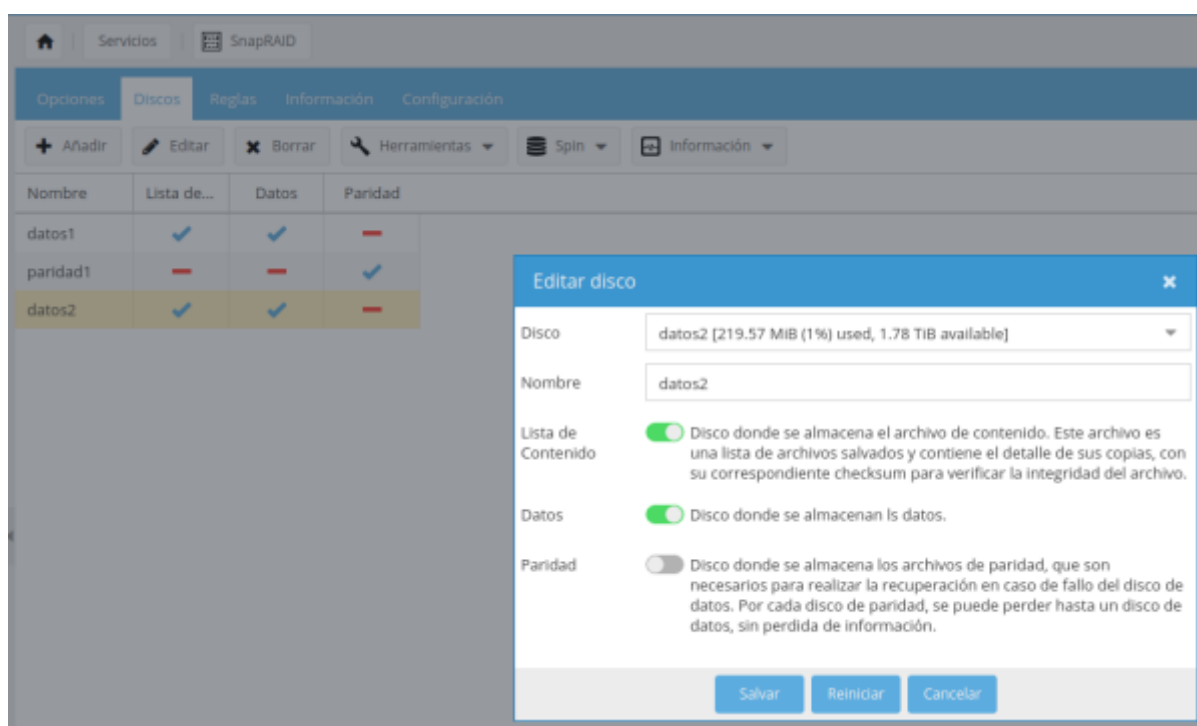 Servicios SnapRAID
Opciones Discos Reglas Información Configuración
Añadir Editar Borrar Herramientas Spin Información
Nombre Lista de... Datos Paridad
datos1
paridad1
datos2
Editar disco
Disco datos2 [219.57 MiB (1%) used, 1.78 TiB available]
Nombre datos2
Lista de Contenido
Disco donde se almacena el archivo de contenido. Este archivo es
una lista de archivos salvados y contiene el detalle de sus copias, con
su correspondiente checksum para verificar la integridad del archivo.
Datos Disco donde se almacenan ls datos.
Paridad Disco donde se almacena los archivos de paridad, que son
necesarios para realizar la recuperación en caso de fallo del disco de
datos. Por cada disco de paridad, se puede perder hasta un disco de
datos, sin perdida de información.
Salvar Reiniciar Cancelar